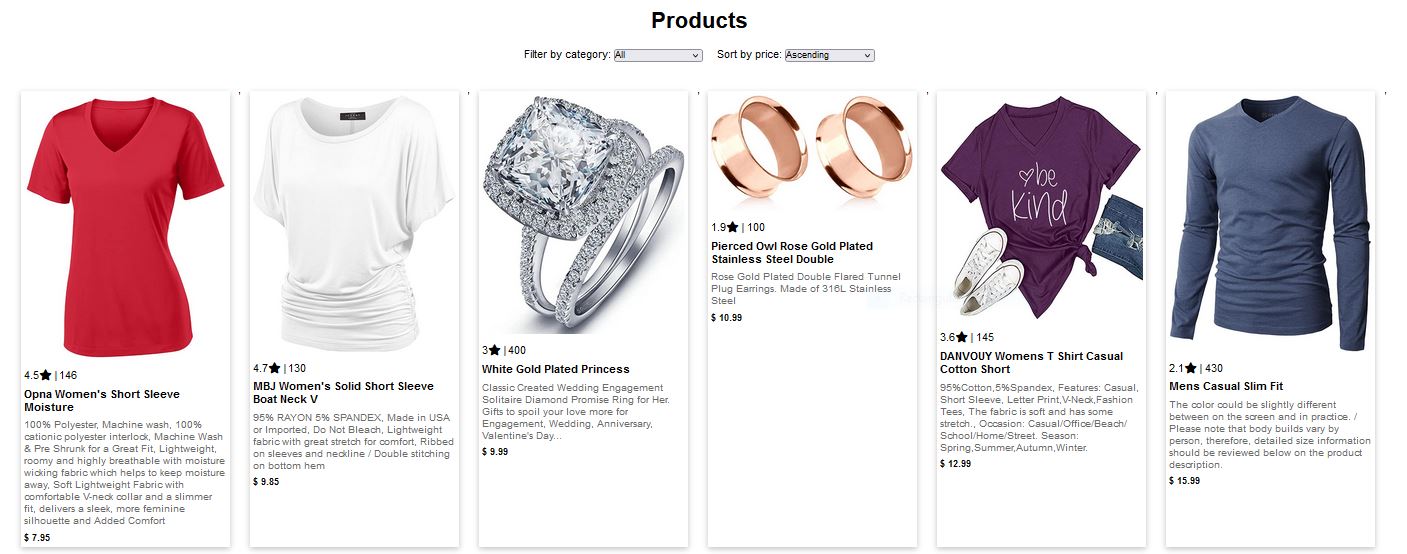 Products
Filter by category: All Sort by price: Ascending
4.5★ | 146
Opna Women's Short Sleeve
Moisture
100% Polyester, Machine wash, 100%
cationic polyester interlock, Machine Wash
& Pre Shrunk for a Great Fit, Lightweight,
roomy and highly breathable with moisture
wicking fabric which helps to keep moisture
away, Soft Lightweight Fabric with
comfortable V-neck collar and a slimmer
fit, delivers a sleek, more feminine
silhouette and Added Comfort
$ 7.95
,
4.7★ | 130
MBJ Women's Solid Short Sleeve
Boat Neck V
95% RAYON 5% SPANDEX, Made in USA
or Imported, Do Not Bleach, Lightweight
fabric with great stretch for comfort, Ribbed
on sleeves and neckline / Double stitching
on bottom hem
$ 9.85
,
3★ | 400
White Gold Plated Princess
Classic Created Wedding Engagement
Solitaire Diamond Promise Ring for Her.
Gifts to spoil your love more for
Engagement, Wedding, Anniversary,
Valentine's Day...
$ 9.99
,
1.9★ | 100
Pierced Owl Rose Gold Plated
Stainless Steel Double
Rose Gold Plated Double Flared Tunnel
Plug Earrings. Made of 316L Stainless
Steel
$ 10.99
,
be
kind
3.6★ | 145
DANVOUY Womens T Shirt Casual
Cotton Short
95%Cotton,5%Spandex, Features: Casual,
Short Sleeve, Letter Print,V-Neck,Fashion
Tees, The fabric is soft and has some
stretch., Occasion: Casual/Office/Beach/
School/Home/Street. Season:
Spring,Summer,Autumn,Winter.
$ 12.99
,
2.1★ | 430
Mens Casual Slim Fit
The color could be slightly different
between on the screen and in practice. /
Please note that body builds vary by
person, therefore, detailed size information
should be reviewed below on the product
description.
$ 15.99
,